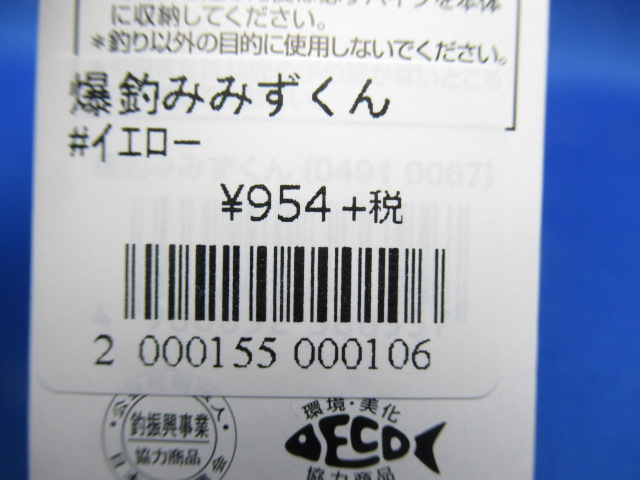 に収納してください。
*釣り以外の目的に使用しないでください。
爆釣みみずくん
#イエロー
¥954+税
2 000155 000106
釣振興事業
協力商品
環境・美化
ECO
協力商品